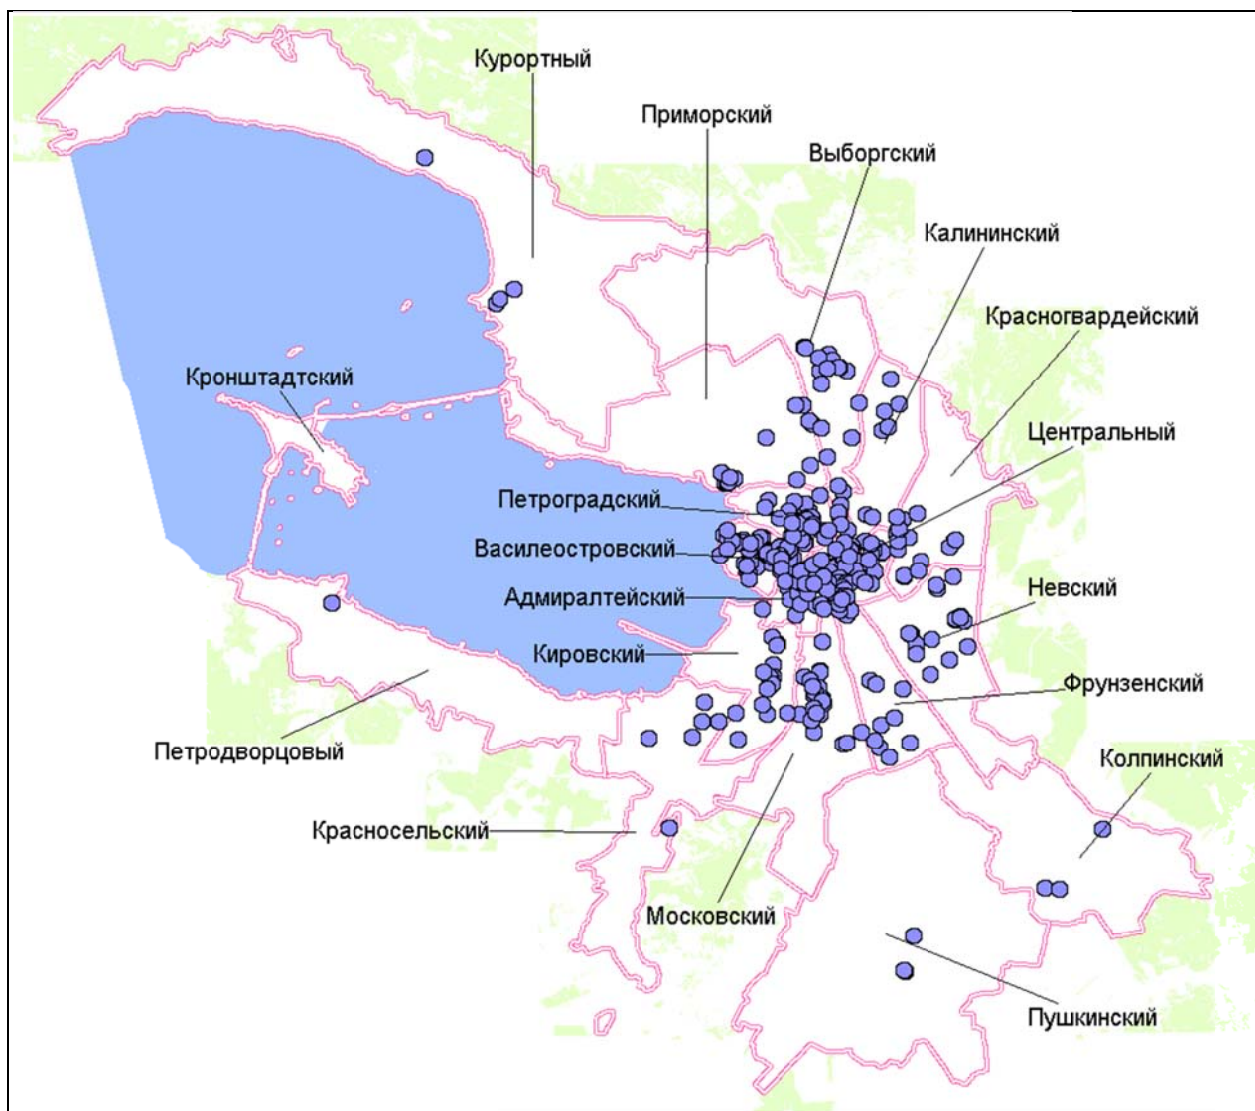 Курортный
Приморский
Выборгский
Калининский
Красногвардейский
Кронштадтский
Центральный
Петроградский
Василеостровский
Адмиралтейский
Невский
Кировский
Фрунзенский
Петродворцовый
Колпинский
Красносельский
Московский
Пушкинский